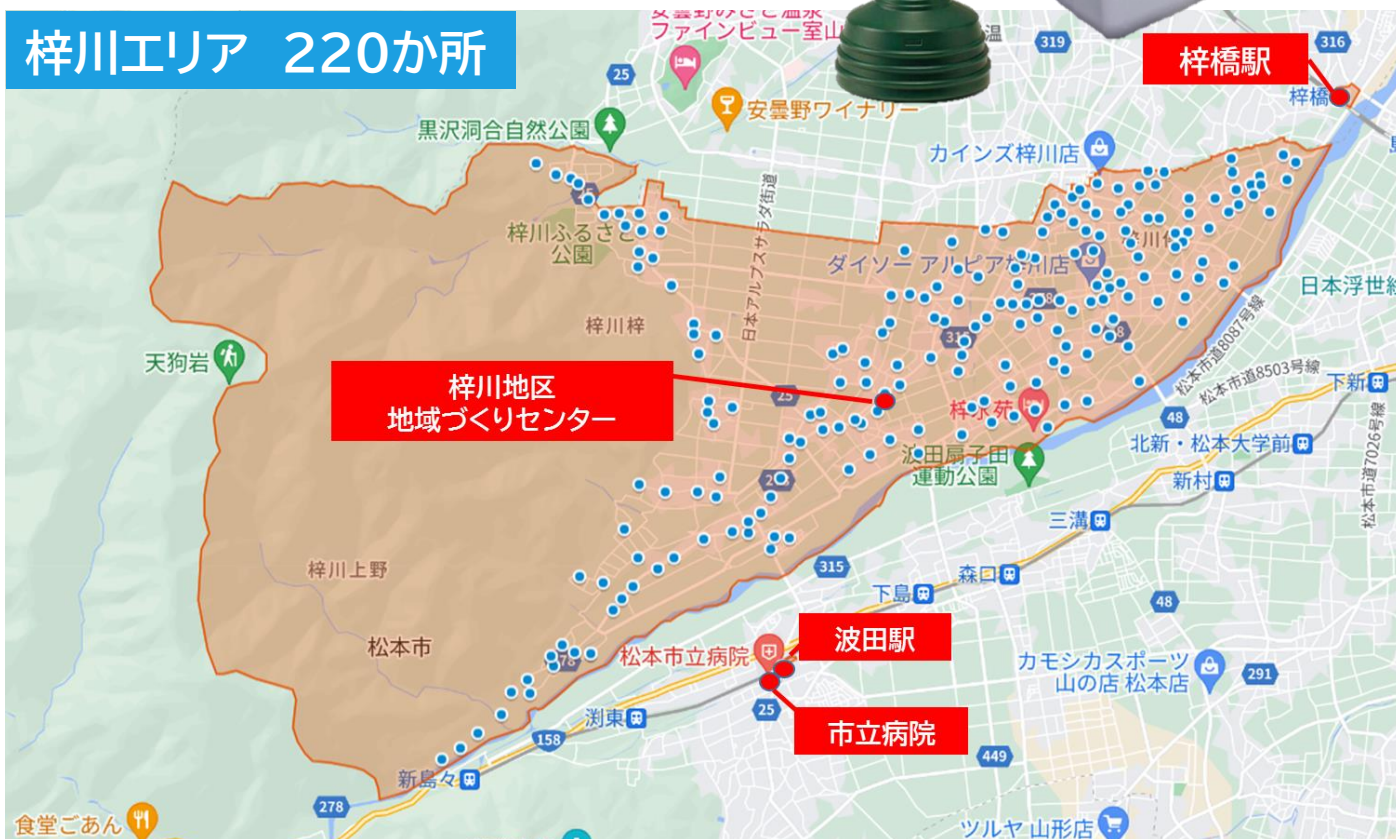 梓川エリア 220か所
安曇野みさと温泉
ファインビュー室山
温
319
316
梓橋駅
梓橋
25
安曇野ワイナリー
黒沢洞合自然公園
カインズ梓川店
25
日本アルプスサラダ街道
梓川ふるさと
公園
ダイソー アルピア梓川店
日本浮世絵
梓川梓
松本市道8087号線
天狗岩
松本市道8503号線
下新
梓川地区
地域づくりセンター
25
梓水苑
48
北新・松本大学前
波田扇子田
運動公園
新村
松本市道7026号線
三溝
梓川上野
315
森口
下島
48
松本市
波田駅
松本市立病院
カモシカスポーツ
山の店 松本店
291
25
渕東
市立病院
158
449
新島々
278
食堂ごあん
ツルヤ 山形店